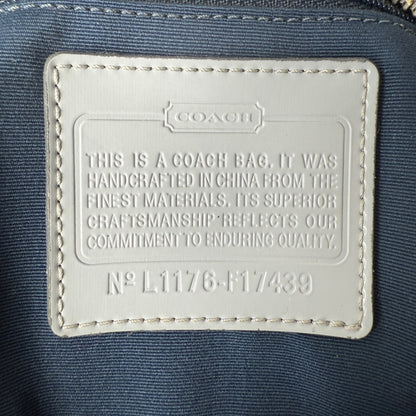 COACH
THIS IS A COACH BAG. IT WAS
HANDCRAFTED IN CHINA FROM THE
FINEST MATERIALS. ITS SUPERIOR
CRAFTSMANSHIP REFLECTS OUR
COMMITMENT TO ENDURING QUALITY.
Nº L1176-F17439